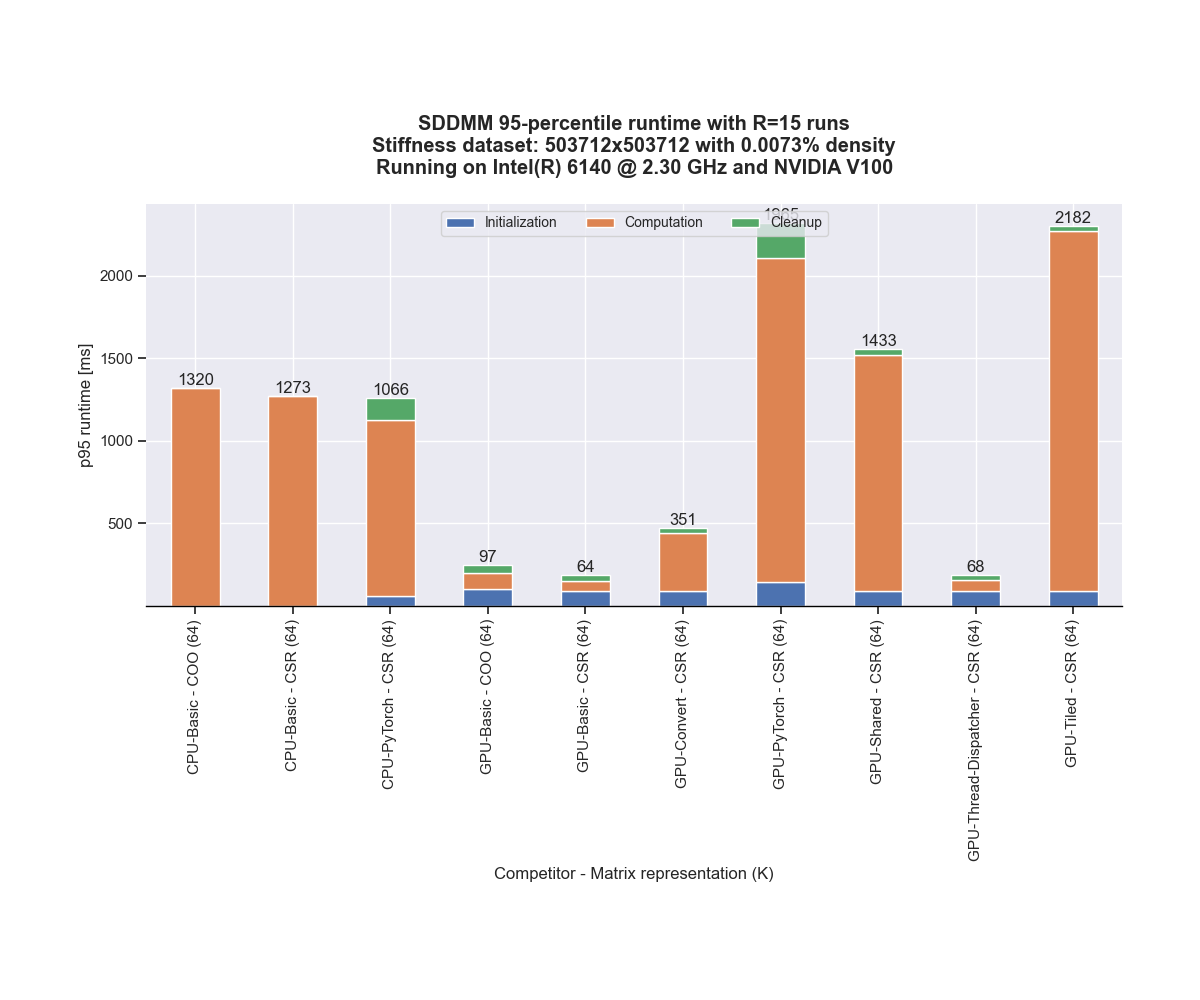 SDDMM 95-percentile runtime with R=15 runs
Stiffness dataset: 503712x503712 with 0.0073% density
Running on Intel(R) 6140 @ 2.30 GHz and NVIDIA V100
Initialization
Computation
Cleanup
p95 runtime [ms]
2000
1500
1000
500
1320
1273
1066
97
64
351
1433
68
2182
CPU-Basic - COO (64)
CPU-Basic - CSR (64)
CPU-PyTorch - CSR (64)
GPU-Basic - COO (64)
GPU-Basic - CSR (64)
GPU-Convert - CSR (64)
GPU-PyTorch - CSR (64)
GPU-Shared - CSR (64)
GPU-Thread-Dispatcher - CSR (64)
GPU-Tiled - CSR (64)
Competitor - Matrix representation (K)